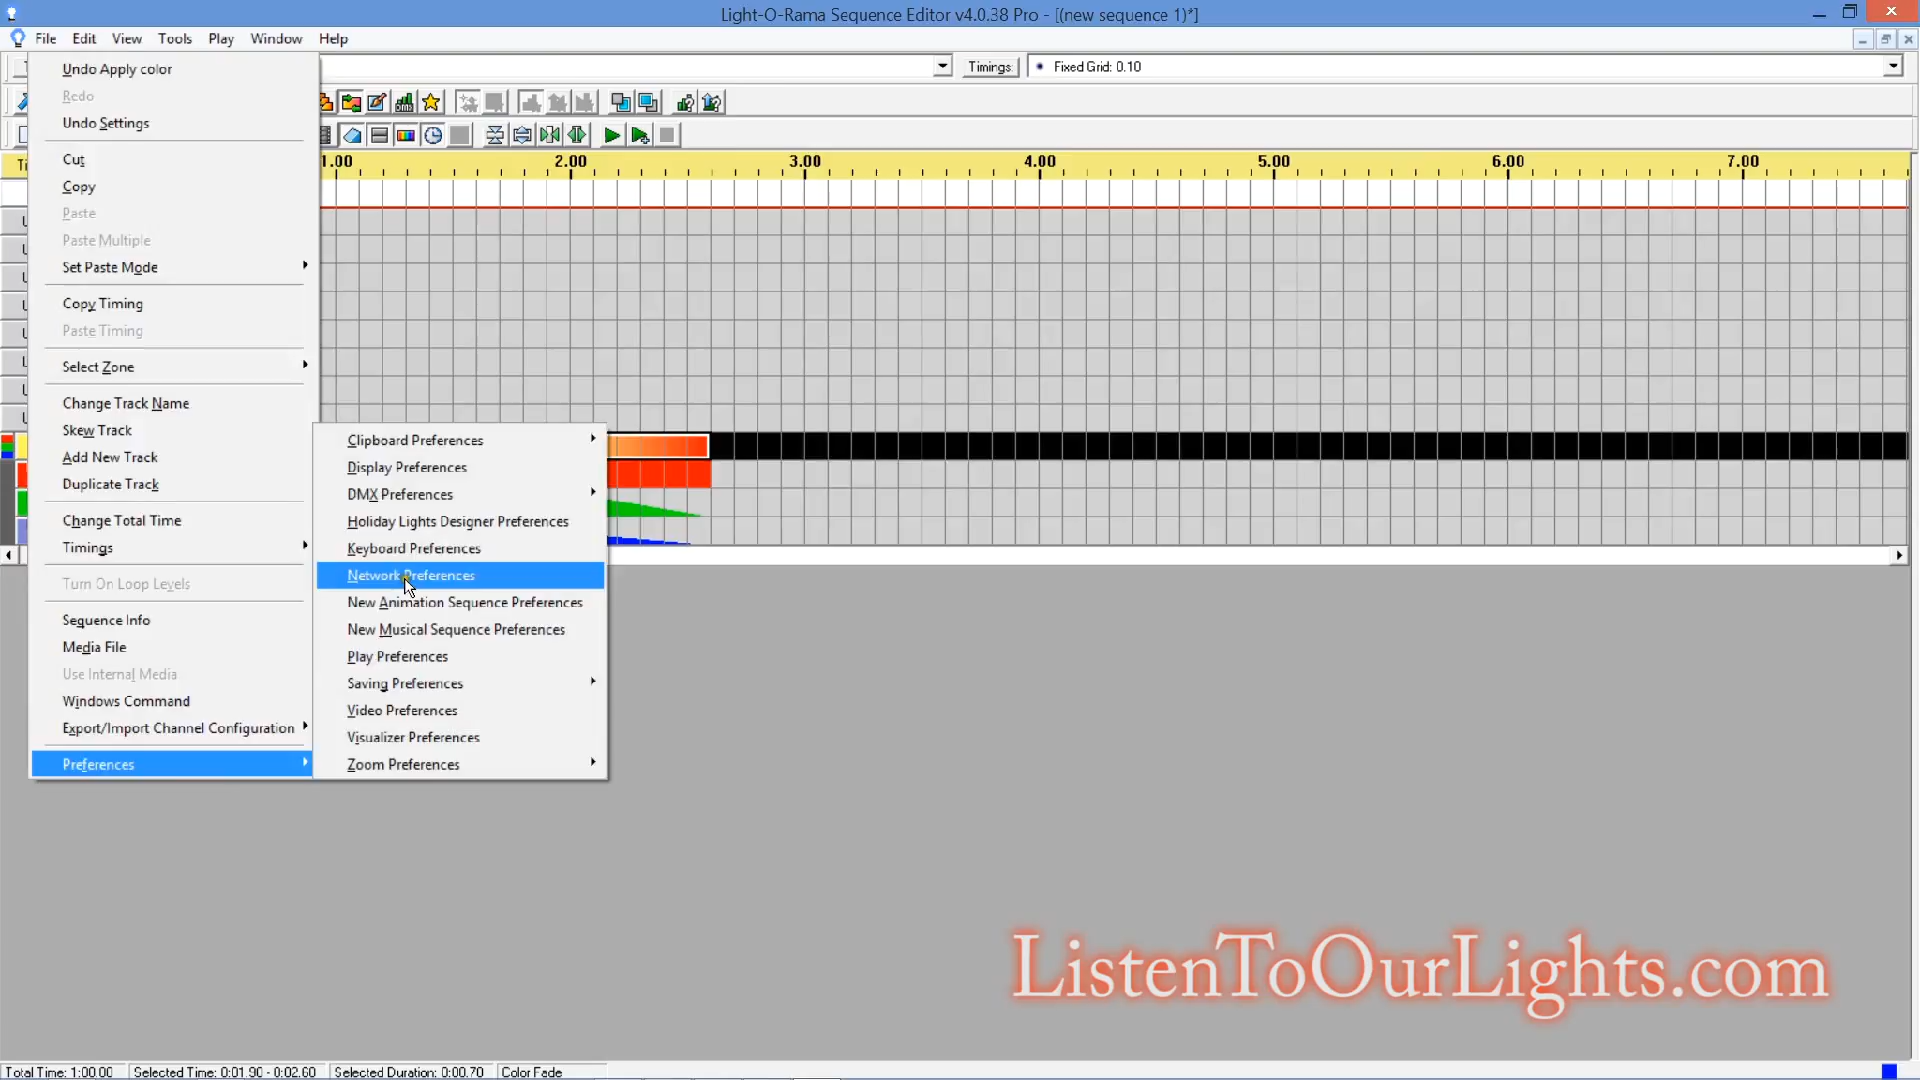 Light-O-Rama Sequence Editor v4.0.38 Pro - [(new sequence 1)*]
File Edit View Tools Play Window Help
Timings
Fixed Grid: 0.10
1.00 2.00 3.00 4.00 5.00 6.00 7.00
Undo Apply color
Redo
Undo Settings
Cut
Copy
Paste
Paste Multiple
Set Paste Mode
Copy Timing
Paste Timing
Select Zone
Change Track Name
Skew Track
Add New Track
Duplicate Track
Change Total Time
Timings
Turn On Loop Levels
Sequence Info
Media File
Use Internal Media
Windows Command
Export/Import Channel Configuration
Preferences
Clipboard Preferences
Display Preferences
DMX Preferences
Holiday Lights Designer Preferences
Keyboard Preferences
Network Preferences
New Animation Sequence Preferences
New Musical Sequence Preferences
Play Preferences
Saving Preferences
Video Preferences
Visualizer Preferences
Zoom Preferences
ListenToOurLights.com
Total Time: 1:00.00
Selected Time: 0:01.90 - 0:02.60
Selected Duration: 0:00.70
Color Fade